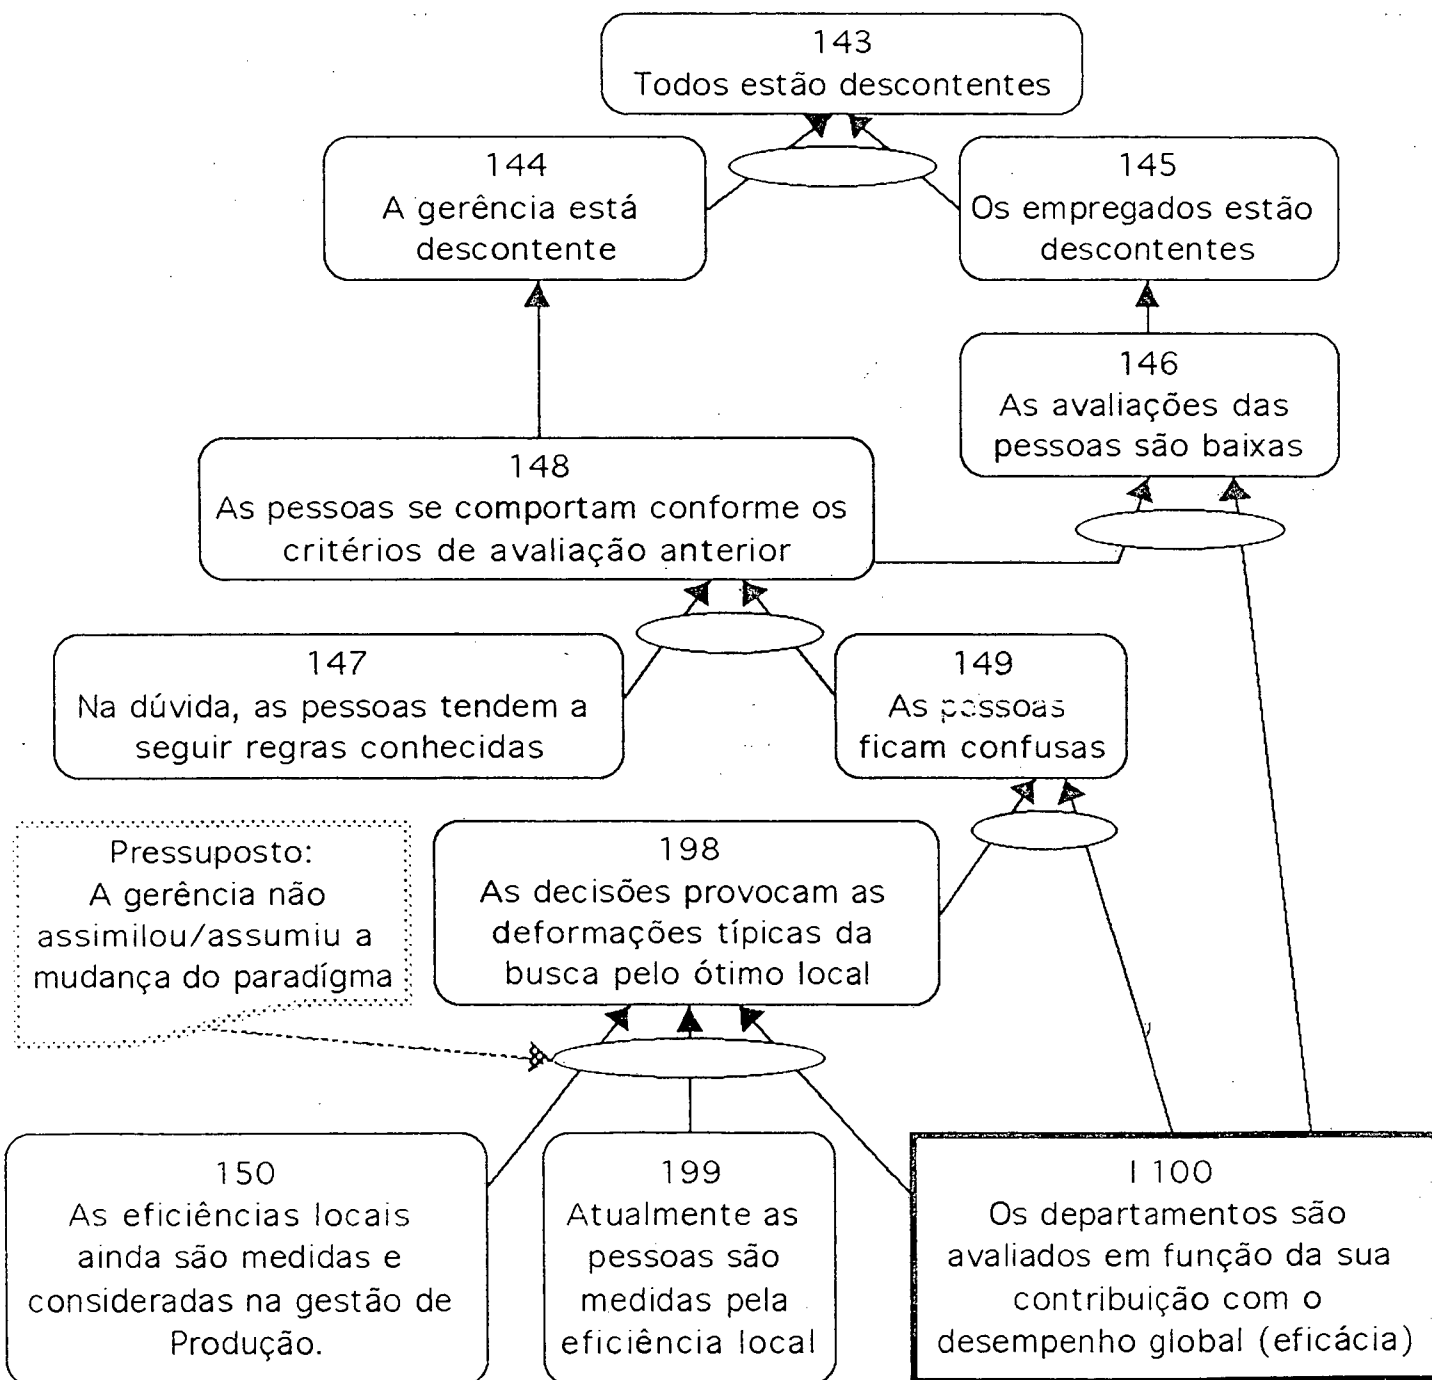 143
Todos estão descontentes
144
A gerência está
descontente
145
Os empregados estão
descontentes
146
As avaliações das
pessoas são baixas
148
As pessoas se comportam conforme os
critérios de avaliação anterior
147
Na dúvida, as pessoas tendem a
seguir regras conhecidas
149
As pessoas
ficam confusas
Pressuposto:
A gerência não
assimilou/assumiu a
mudança do paradígma
198
As decisões provocam as
deformações típicas da
busca pelo ótimo local
150
As eficiências locais
ainda são medidas e
consideradas na gestão de
Produção.
199
Atualmente as
pessoas são
medidas pela
eficiência local
I 100
Os departamentos são
avaliados em função da sua
contribuição com o
desempenho global (eficácia)